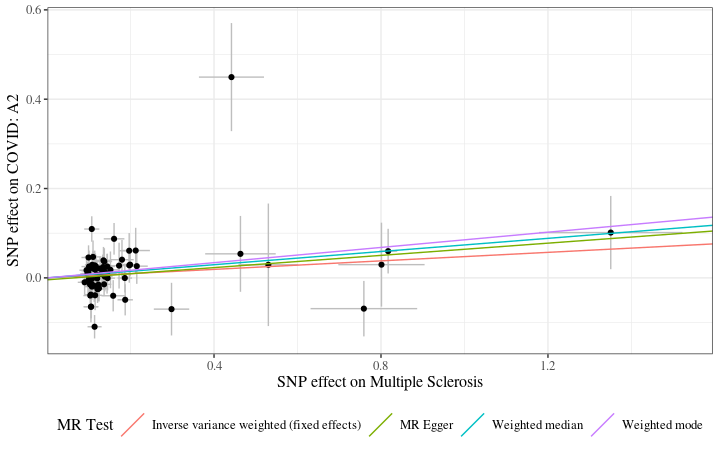 0.6
0.4
0.2
0.0
SNP effect on COVID: A2
0.4 0.8 1.2
SNP effect on Multiple Sclerosis
MR Test Inverse variance weighted (fixed effects) MR Egger Weighted median Weighted mode